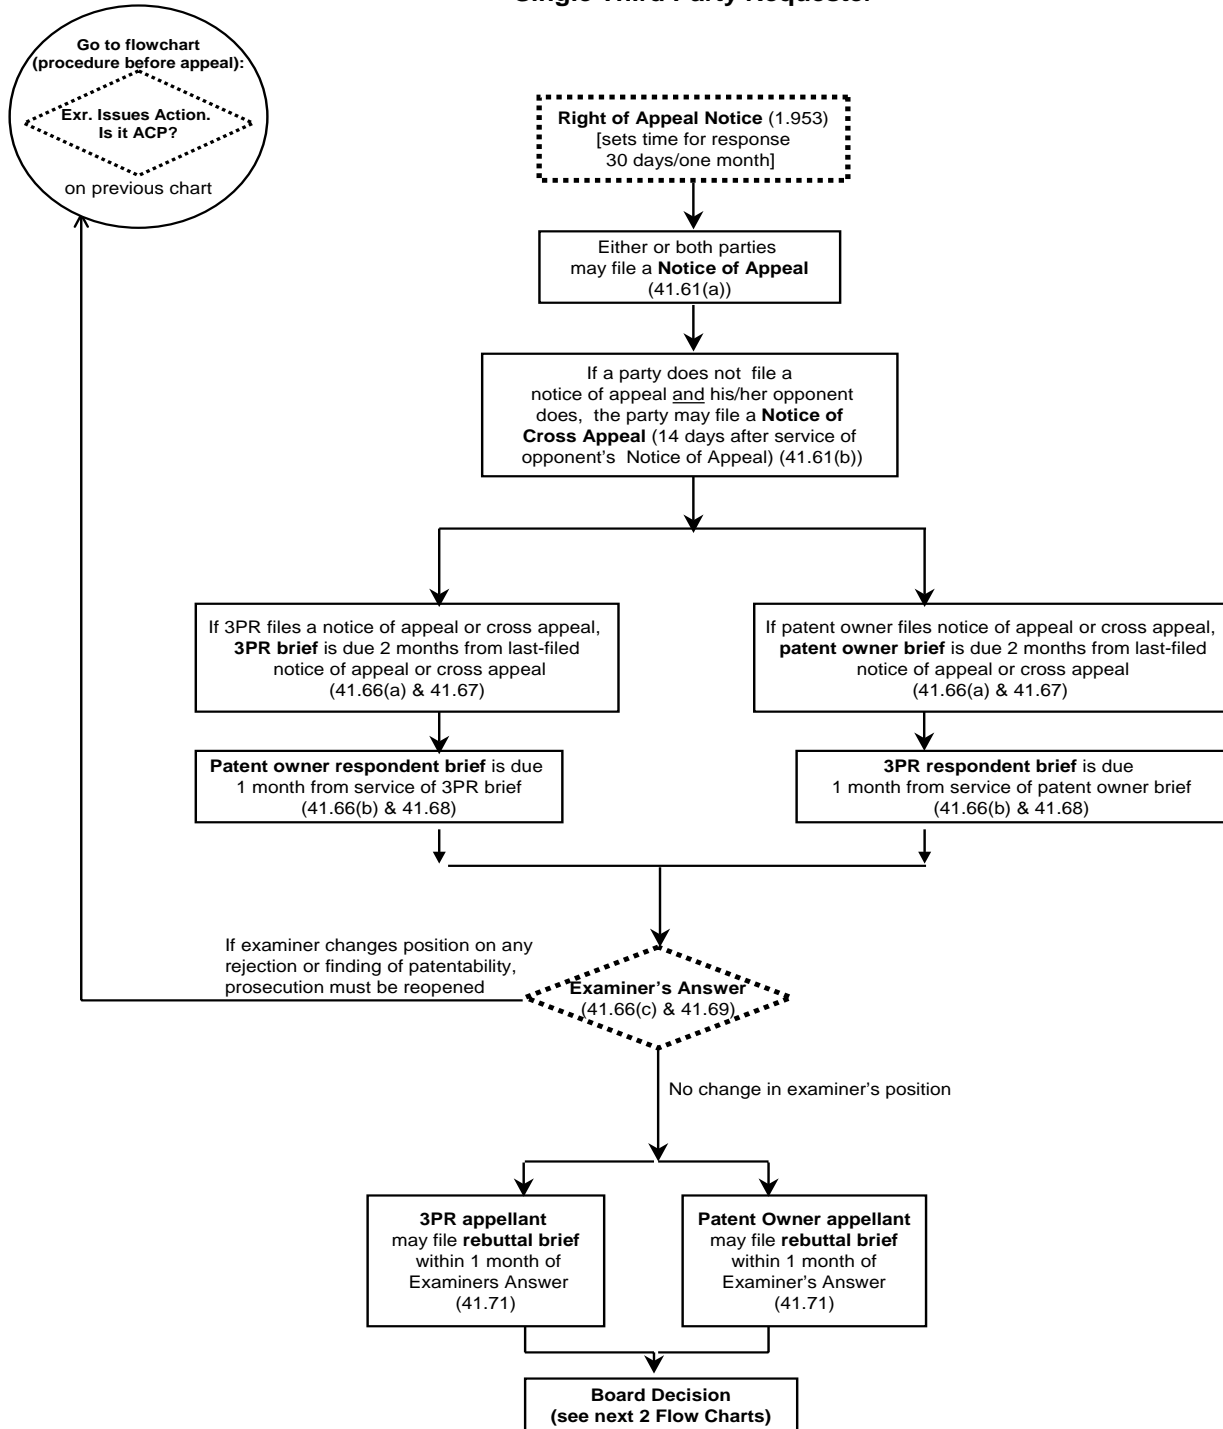 Single Third Party Requester
Go to flowchart
(procedure before appeal):
Exr. Issues Action.
Is it ACP?
on previous chart
Right of Appeal Notice (1.953)
[sets time for response
30 days/one month]
Either or both parties
may file a Notice of Appeal
(41.61(a))
If a party does not file a
notice of appeal and his/her opponent
does, the party may file a Notice of
Cross Appeal (14 days after service of
opponent's Notice of Appeal) (41.61(b))
If 3PR files a notice of appeal or cross appeal,
3PR brief is due 2 months from last-filed
notice of appeal or cross appeal
(41.66(a) & 41.67)
If patent owner files notice of appeal or cross appeal,
patent owner brief is due 2 months from last-filed
notice of appeal or cross appeal
(41.66(a) & 41.67)
Patent owner respondent brief is due
1 month from service of 3PR brief
(41.66(b) & 41.68)
3PR respondent brief is due
1 month from service of patent owner brief
(41.66(b) & 41.68)
If examiner changes position on any
rejection or finding of patentability,
prosecution must be reopened
Examiner's Answer
(41.66(c) & 41.69)
No change in examiner's position
3PR appellant
may file rebuttal brief
within 1 month of
Examiners Answer
(41.71)
Patent Owner appellant
may file rebuttal brief
within 1 month of
Examiner's Answer
(41.71)
Board Decision
(see next 2 Flow Charts)